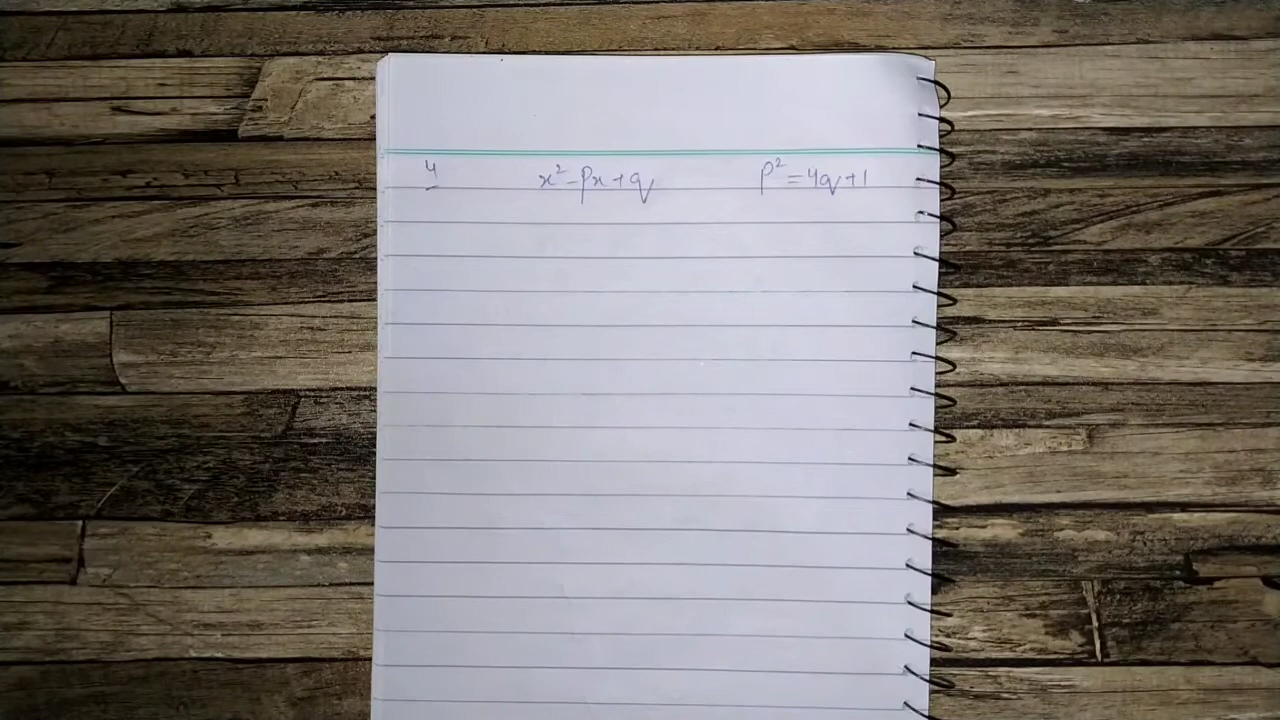 4 x² - px + q p² = 4q + 1